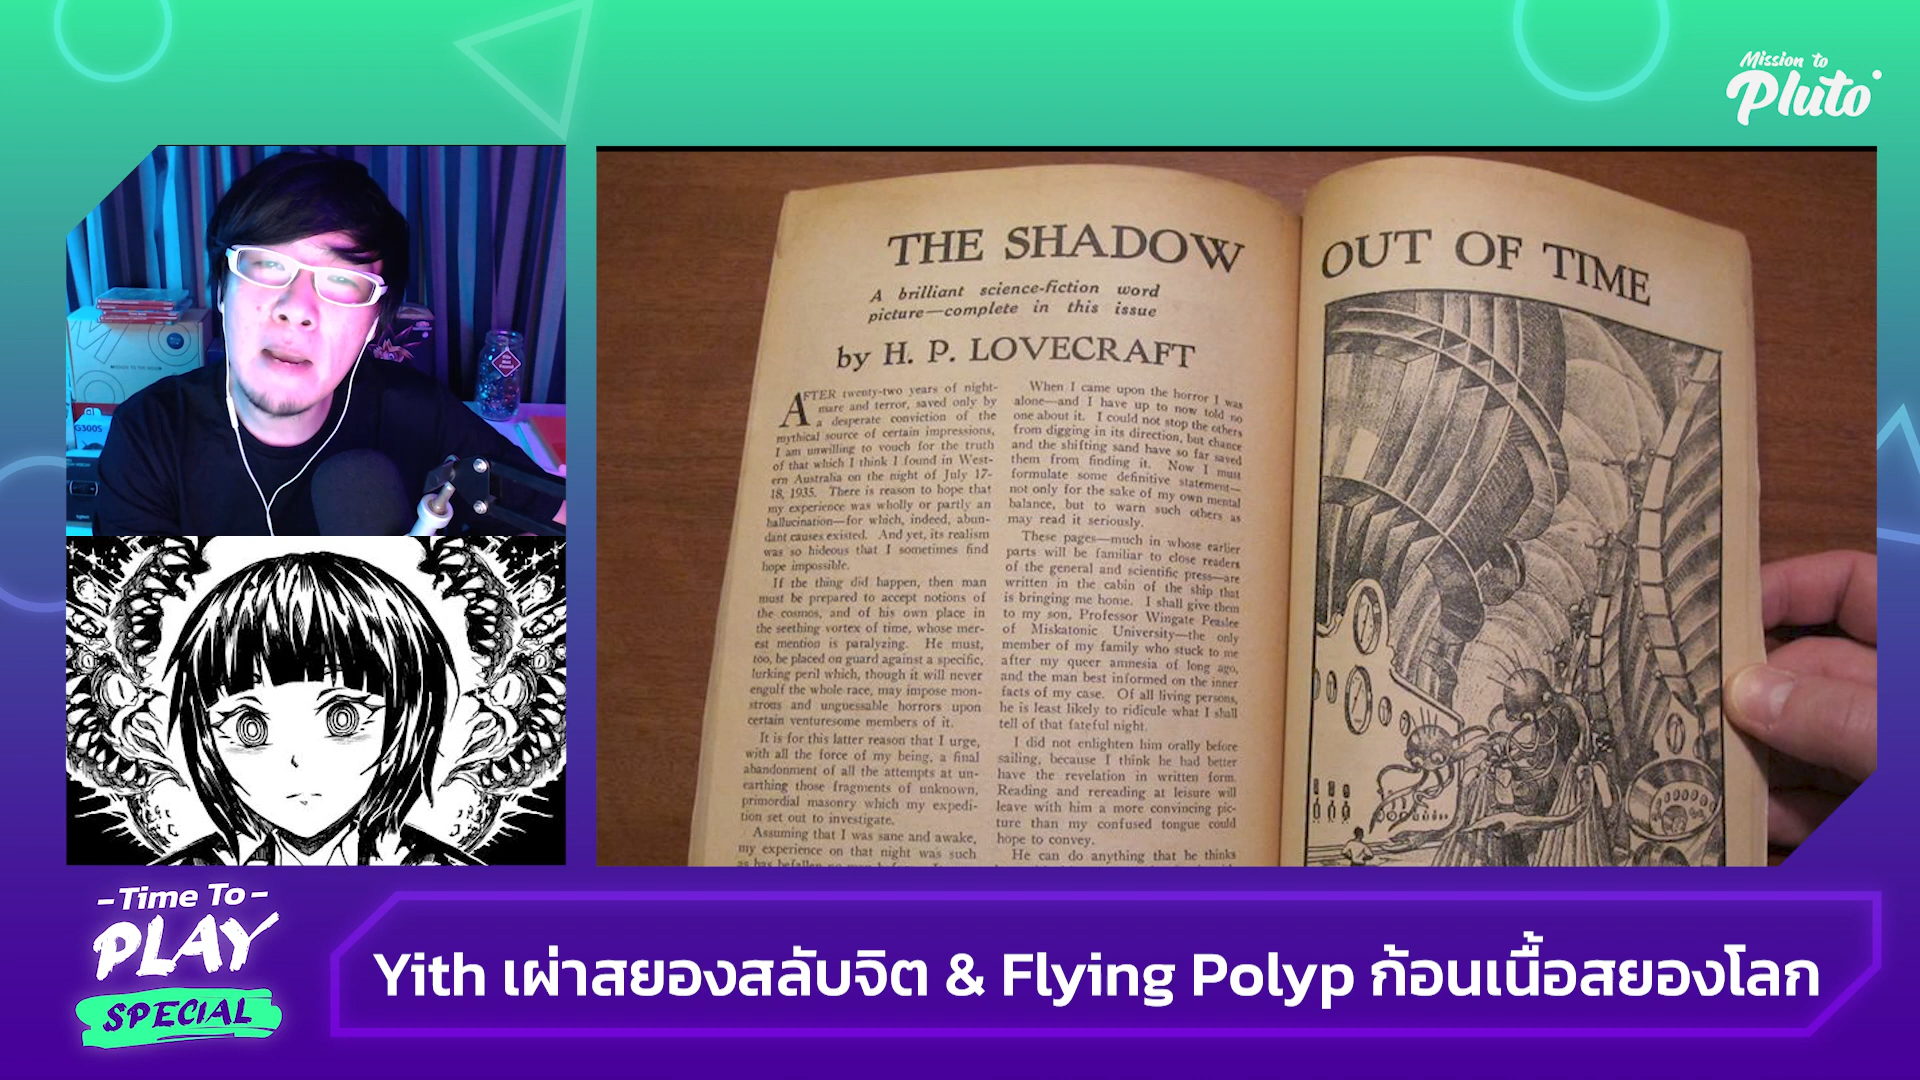 Mission to
Pluto
THE SHADOW
A brilliant science-fiction word
picture—complete in this issue
by H. P. LOVECRAFT
AFTER twenty-two years of night-
mare and terror, saved only by
a desperate conviction of the
mythical source of certain impressions,
I am unwilling to vouch for the truth
of that which I think I found in West-
ern Australia on the night of July 17-
18, 1935. There is reason to hope that
my experience was wholly or partly an
hallucination—for which, indeed, abun-
dant causes existed. And yet, its realism
was so hideous that I sometimes find
hope impossible.
If the thing did happen, then man
must be prepared to accept notions of
the cosmos, and of his own place in
the seething vortex of time, whose mer-
est mention is paralyzing. He must,
too, be placed on guard against a specific,
lurking peril which, though it will never
engulf the whole race, may impose mon-
strous and unguessable horrors upon
certain venturesome members of it.
It is for this latter reason that I urge,
with all the force of my being, a final
abandonment of all the attempts at un-
earthing those fragments of unknown,
primordial masonry which my expedi-
tion set out to investigate.
Assuming that I was sane and awake,
my experience on that night was such
as has befallen no man
When I came upon the horror I was
alone—and I have up to now told no
one about it. I could not stop the others
from digging in its direction, but chance
and the shifting sand have so far saved
them from finding it. Now I must
formulate some definitive statement—
not only for the sake of my own mental
balance, but to warn such others as
may read it seriously.
These pages—much in whose earlier
parts will be familiar to close readers
of the general and scientific press—are
written in the cabin of the ship that
is bringing me home. I shall give them
to my son, Professor Wingate Peaslee
of Miskatonic University—the only
member of my family who stuck to me
after my queer amnesia of long ago,
and the man best informed on the inner
facts of my case. Of all living persons,
he is least likely to ridicule what I shall
tell of that fateful night.
I did not enlighten him orally before
sailing, because I think he had better
have the revelation in written form.
Reading and rereading at leisure will
leave with him a more convincing pic-
ture than my confused tongue could
hope to convey.
He can do anything that he thinks
OUT OF TIME
G300S
-Time To-
PLAY
SPECIAL
Yith เผ่าสยองสลับจิต & Flying Polyp ก้อนเนื้อสยองโลก